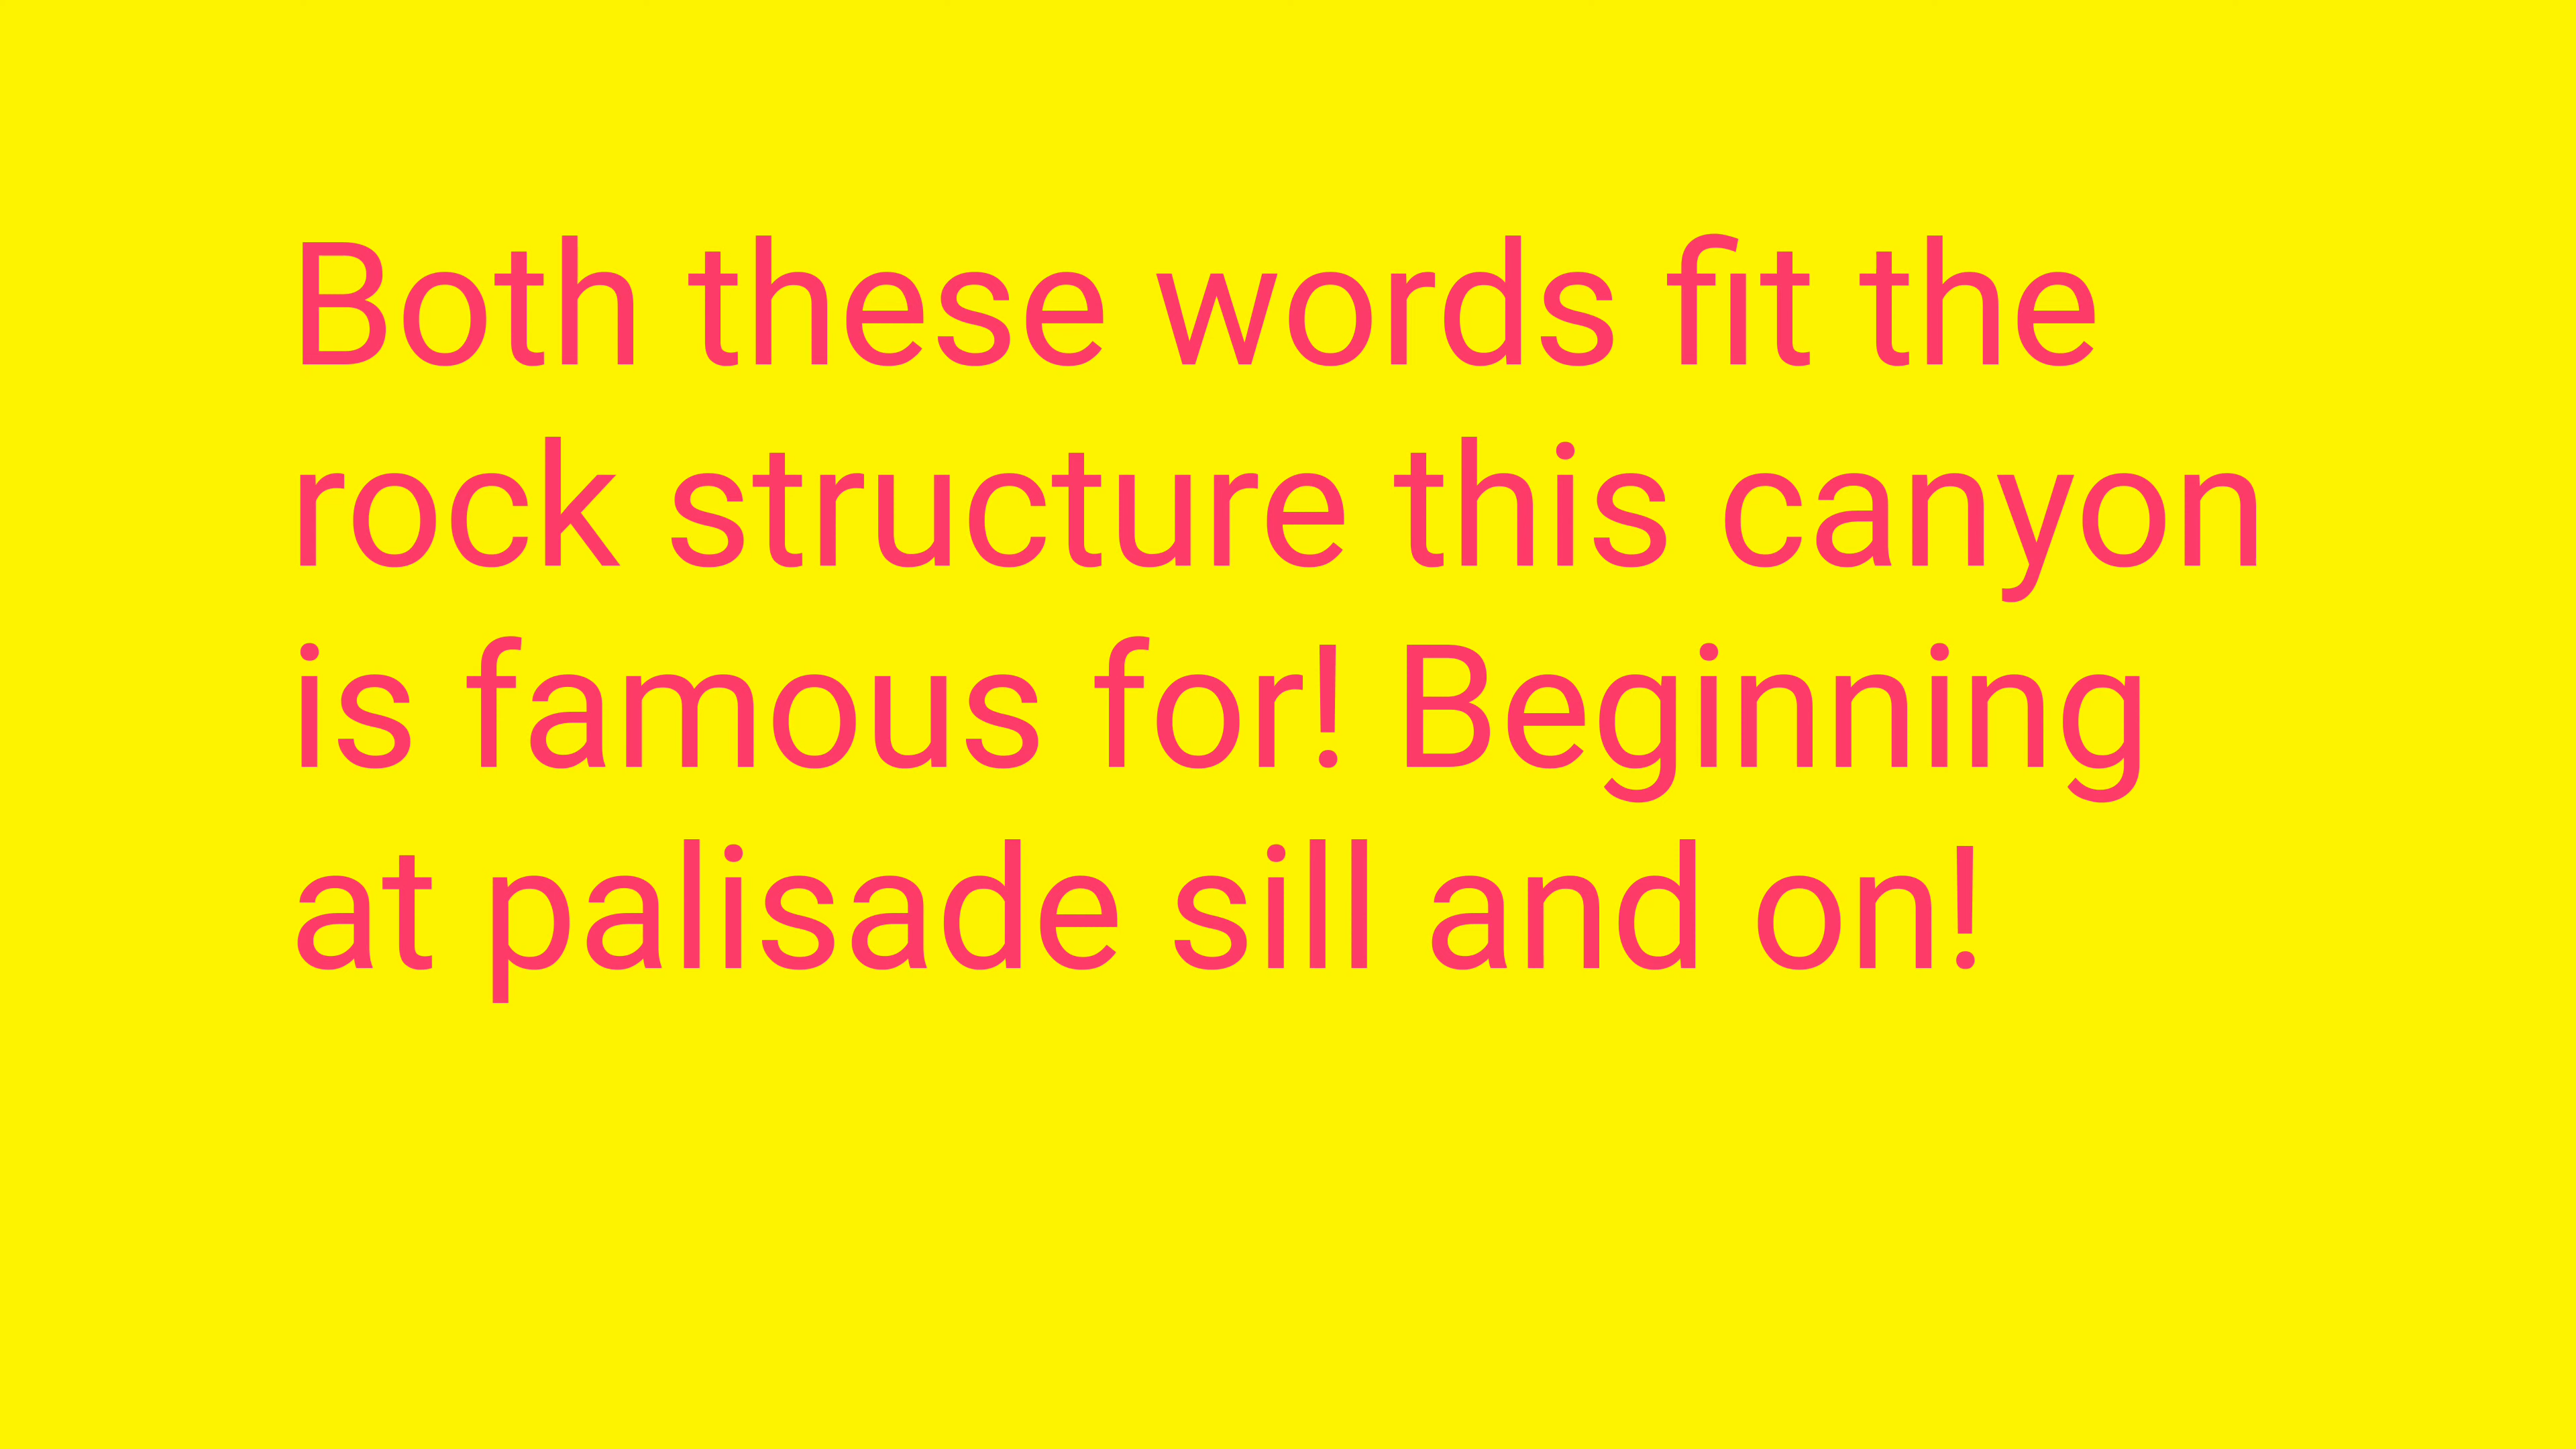 Both these words fit the
rock structure this canyon
is famous for! Beginning
at palisade sill and on!